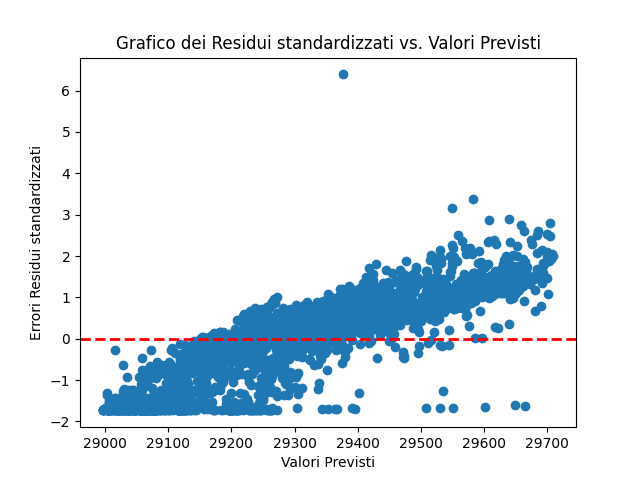 Grafico dei Residui standardizzati vs. Valori Previsti
Errori Residui standardizzati
6
5
4
3
2
1
0
−1
−2
29000 29100 29200 29300 29400 29500 29600 29700
Valori Previsti